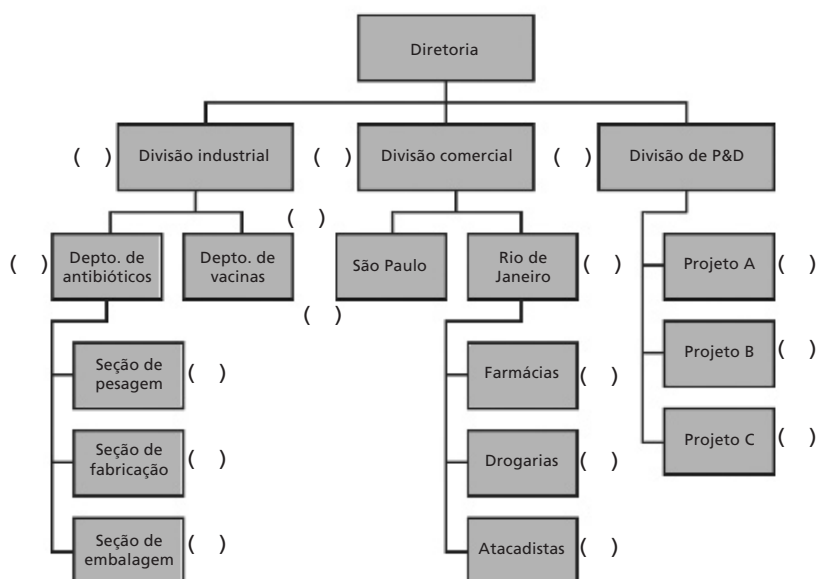 Diretoria
( ) Divisão industrial
( ) Divisão comercial
( ) Divisão de P&D
( )
( ) Depto. de
antibióticos
Depto. de
vacinas
São Paulo
Rio de
Janeiro ( )
( )
Projeto A ( )
Projeto B ( )
Projeto C ( )
Seção de
pesagem ( )
Seção de
fabricação ( )
Seção de
embalagem ( )
Farmácias ( )
Drogarias ( )
Atacadistas ( )